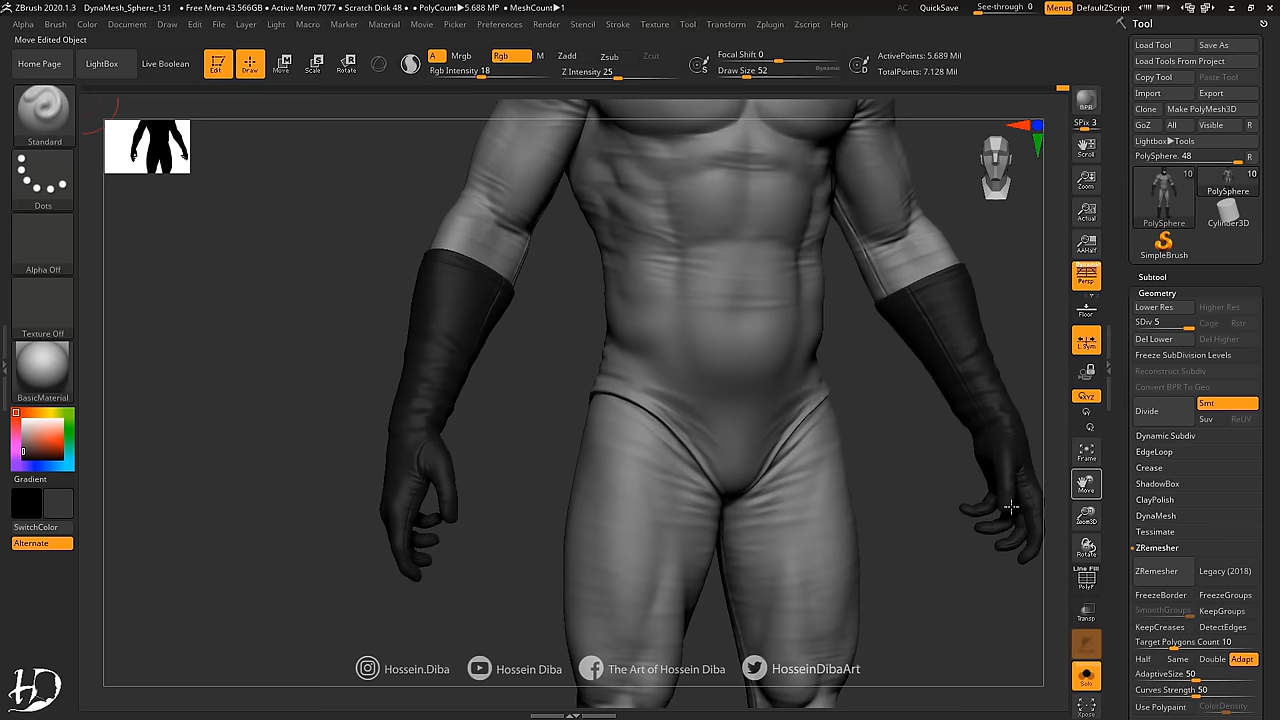 ZBrush 2020.1.3 DynaMesh_Sphere_131 • Free Mem 43.566GB • Active Mem 7077 • Scratch Disk 48 • PolyCount▶5.688 MP • MeshCount▶1 AC QuickSave See-through 0 Menus DefaultZScript
Alpha Brush Color Document Draw Edit File Layer Light Macro Marker Material Movie Picker Preferences Render Stencil Stroke Texture Tool Transform Zplugin Zscript Help
Move Edited Object
Home Page LightBox Live Boolean Edit Draw Move Scale Rotate
A Mrgb Rgb M Zadd Zsub Zcut
Rgb Intensity 18 Z Intensity 25
Focal Shift 0
Draw Size 52 Dynamic
S D
ActivePoints: 5.689 Mil
TotalPoints: 7.128 Mil
Standard
Dots
Alpha Off
Texture Off
BasicMaterial
Gradient
SwitchColor
Alternate
BPR
SPix 3
Scroll
Zoom
Actual
AAHalf
Dynamic
Persp
Floor
L.Sym
XYZ
Frame
Move
Zoom3D
Rotate
Line Fill
PolyF
Transp
Solo
Xpose
Tool
Load Tool Save As
Load Tools From Project
Copy Tool Paste Tool
Import Export
Clone Make PolyMesh3D
GoZ All Visible R
Lightbox▶Tools
PolySphere. 48 R
10 10
PolySphere
PolySphere Cylinder3D
SimpleBrush
Subtool
Geometry
Lower Res Higher Res
SDiv 5 Cage Rstr
Del Lower Del Higher
Freeze SubDivision Levels
Reconstruct Subdiv
Convert BPR To Geo
Divide Smt
Suv ReUV
Dynamic Subdiv
EdgeLoop
Crease
ShadowBox
ClayPolish
DynaMesh
Tessimate
ZRemesher
ZRemesher Legacy (2018)
FreezeBorder FreezeGroups
SmoothGroups KeepGroups
KeepCreases DetectEdges
Target Polygons Count 10
Half Same Double Adapt
AdaptiveSize 50
Curves Strength 50
Use Polypaint ColorDensity
HD
Hossein.Diba Hossein Diba The Art of Hossein Diba HosseinDibaArt